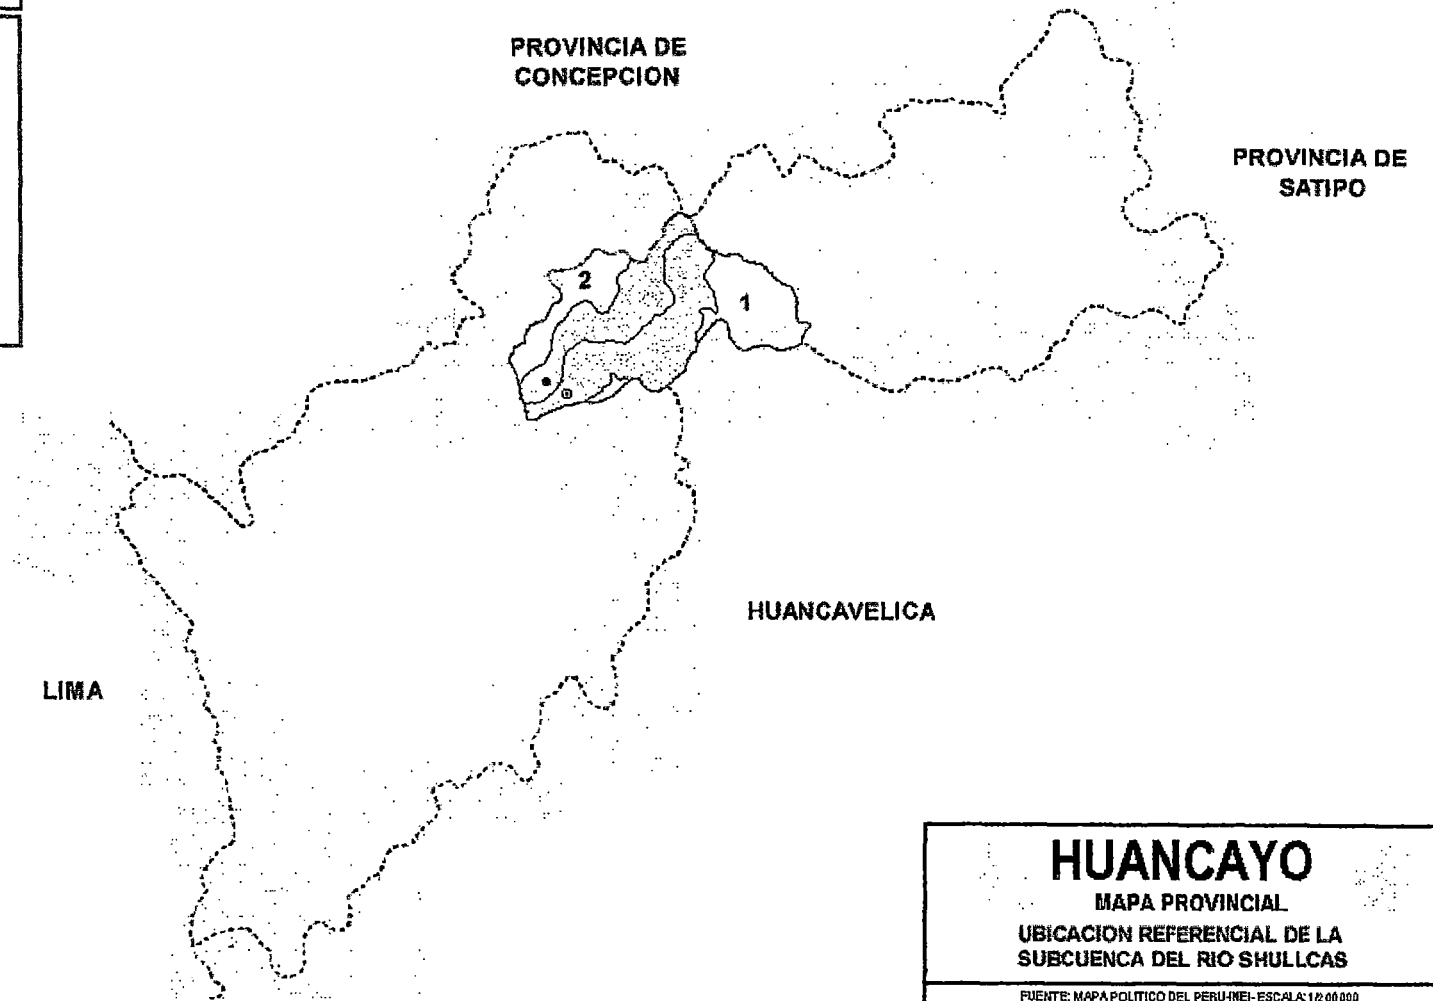 PROVINCIA DE
CONCEPCION
PROVINCIA DE
SATIPO
2
1
HUANCAVELICA
LIMA
HUANCAYO
MAPA PROVINCIAL
UBICACION REFERENCIAL DE LA
SUBCUENCA DEL RIO SHULLCAS
FUENTE: MAPA POLITICO DEL PERU-INEI- ESCALA: